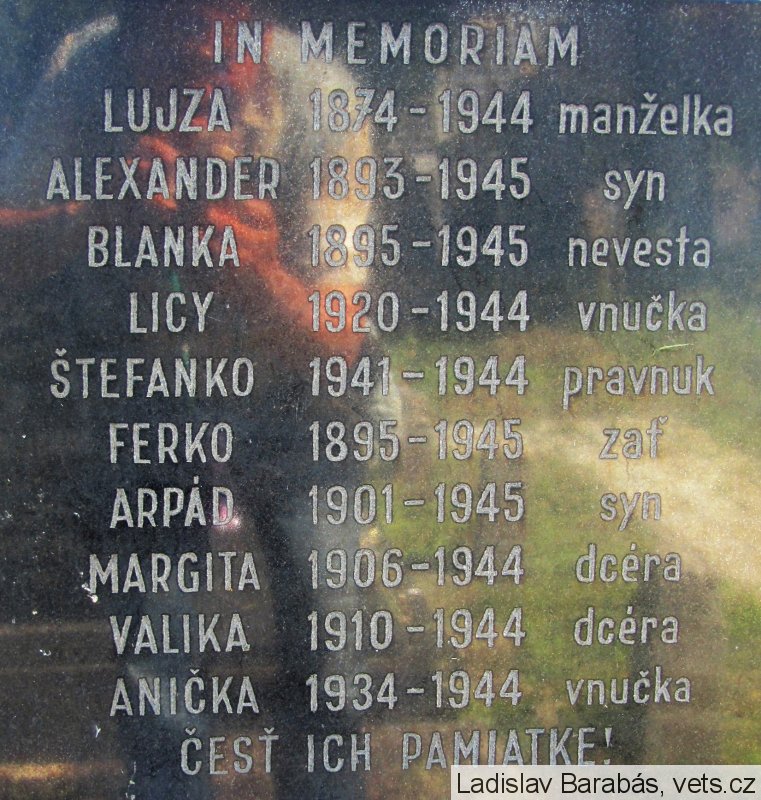 IN MEMORIAM
LUJZA 1874-1944 manželka
ALEXANDER 1893-1945 syn
BLANKA 1895-1945 nevesta
LICY 1920-1944 vnučka
ŠTEFANKO 1941-1944 pravnuk
FERKO 1895-1945 zať
ARPÁD 1901-1945 syn
MARGITA 1906-1944 dcéra
VALIKA 1910-1944 dcéra
ANIČKA 1934-1944 vnučka
ČESŤ ICH PAMIATKE!
Ladislav Barabás, vets.cz